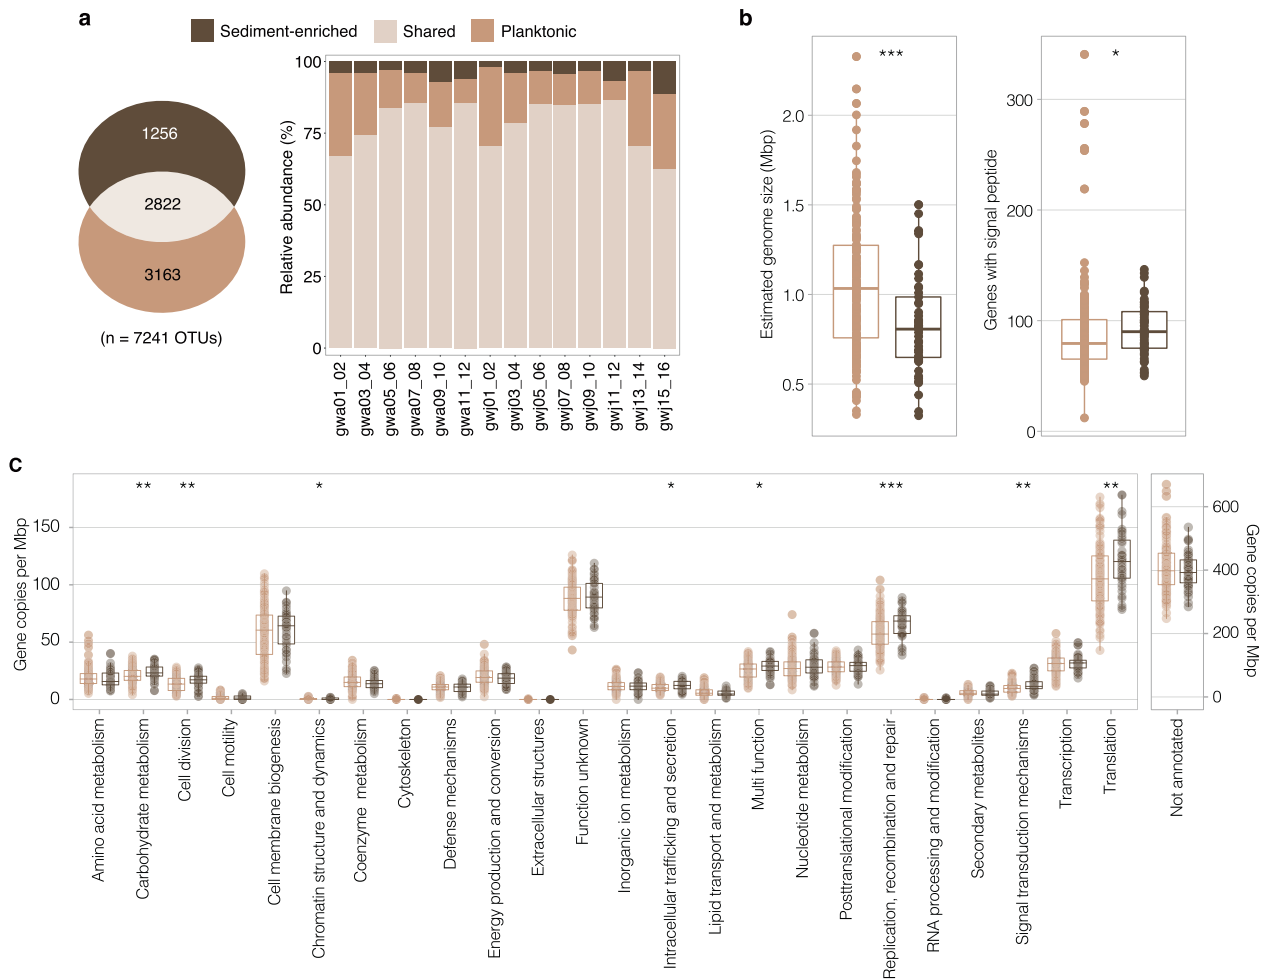 a
Sediment-enriched
Shared
Planktonic
1256
2822
3163
(n = 7241 OTUs)
Relative abundance (%)
100
75
50
25
0
gwa01_02
gwa03_04
gwa05_06
gwa07_08
gwa09_10
gwa11_12
gwj01_02
gwj03_04
gwj05_06
gwj07_08
gwj09_10
gwj11_12
gwj13_14
gwj15_16
b
Estimated genome size (Mbp)
2.0
1.5
1.0
0.5
***
Genes with signal peptide
300
200
100
0
*
c
Gene copies per Mbp
150
100
50
0
** ** * * * *** ** **
600
400
200
0
Gene copies per Mbp
Amino acid metabolism
Carbohydrate metabolism
Cell division
Cell motility
Cell membrane biogenesis
Chromatin structure and dynamics
Coenzyme metabolism
Cytoskeleton
Defense mechanisms
Energy production and conversion
Extracellular structures
Function unknown
Inorganic ion metabolism
Intracellular trafficking and secretion
Lipid transport and metabolism
Multi function
Nucleotide metabolism
Posttranslational modification
Replication, recombination and repair
RNA processing and modification
Secondary metabolites
Signal transduction mechanisms
Transcription
Translation
Not annotated